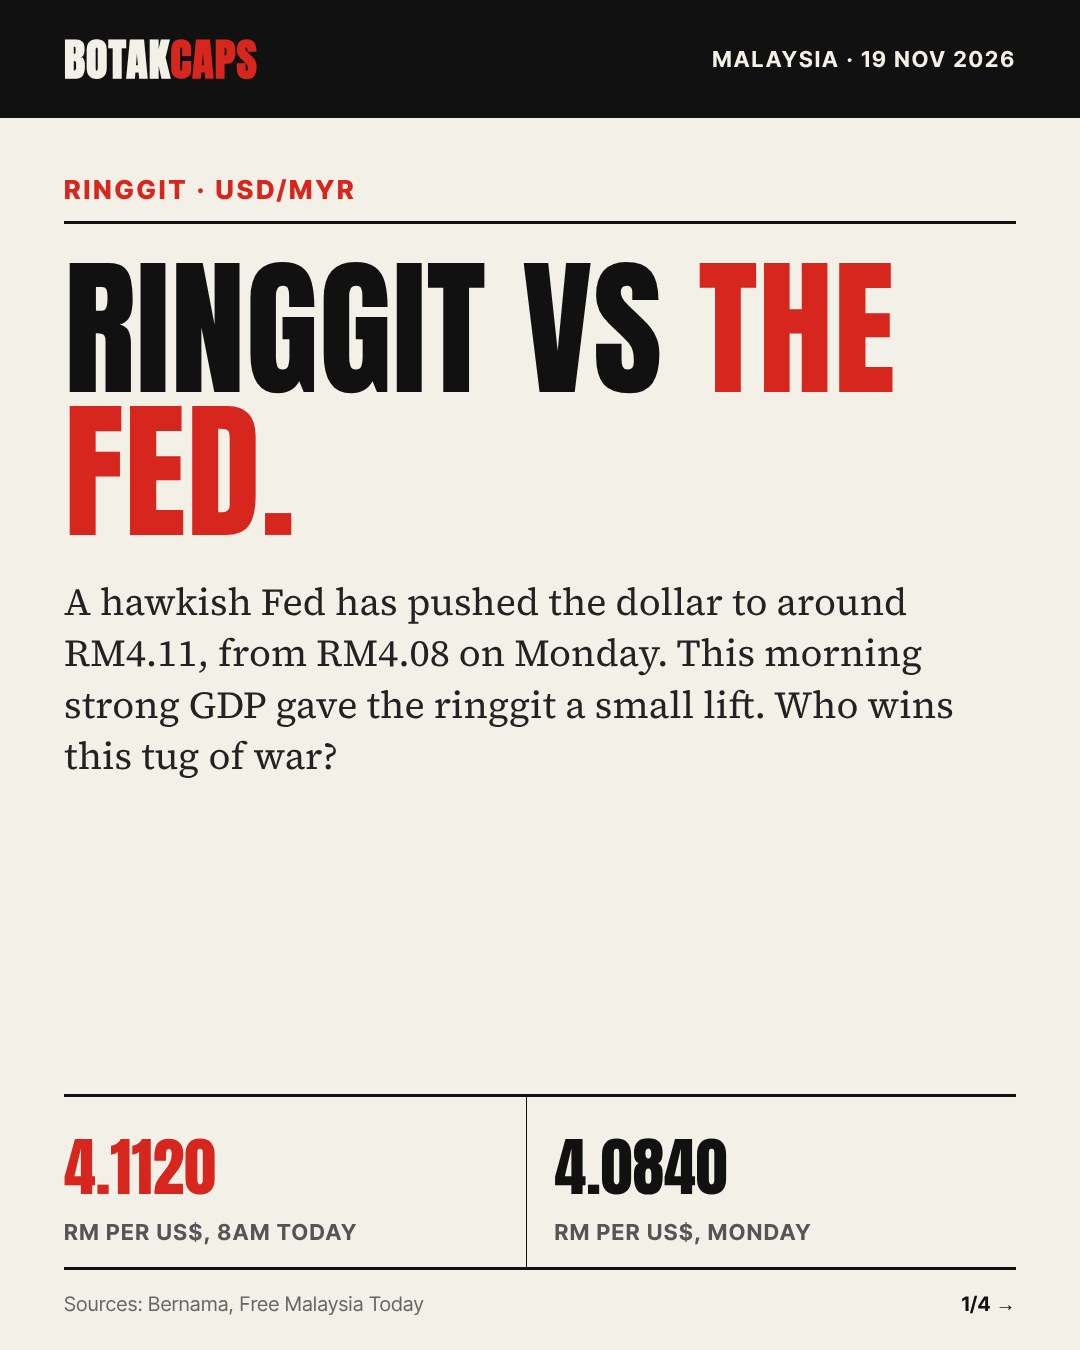 BOTAKCAPS
MALAYSIA · 19 NOV 2026
RINGGIT · USD/MYR
RINGGIT VS THE
FED.
A hawkish Fed has pushed the dollar to around
RM4.11, from RM4.08 on Monday. This morning
strong GDP gave the ringgit a small lift. Who wins
this tug of war?
4.1120
RM PER US$, 8AM TODAY
4.0840
RM PER US$, MONDAY
Sources: Bernama, Free Malaysia Today
1/4 →